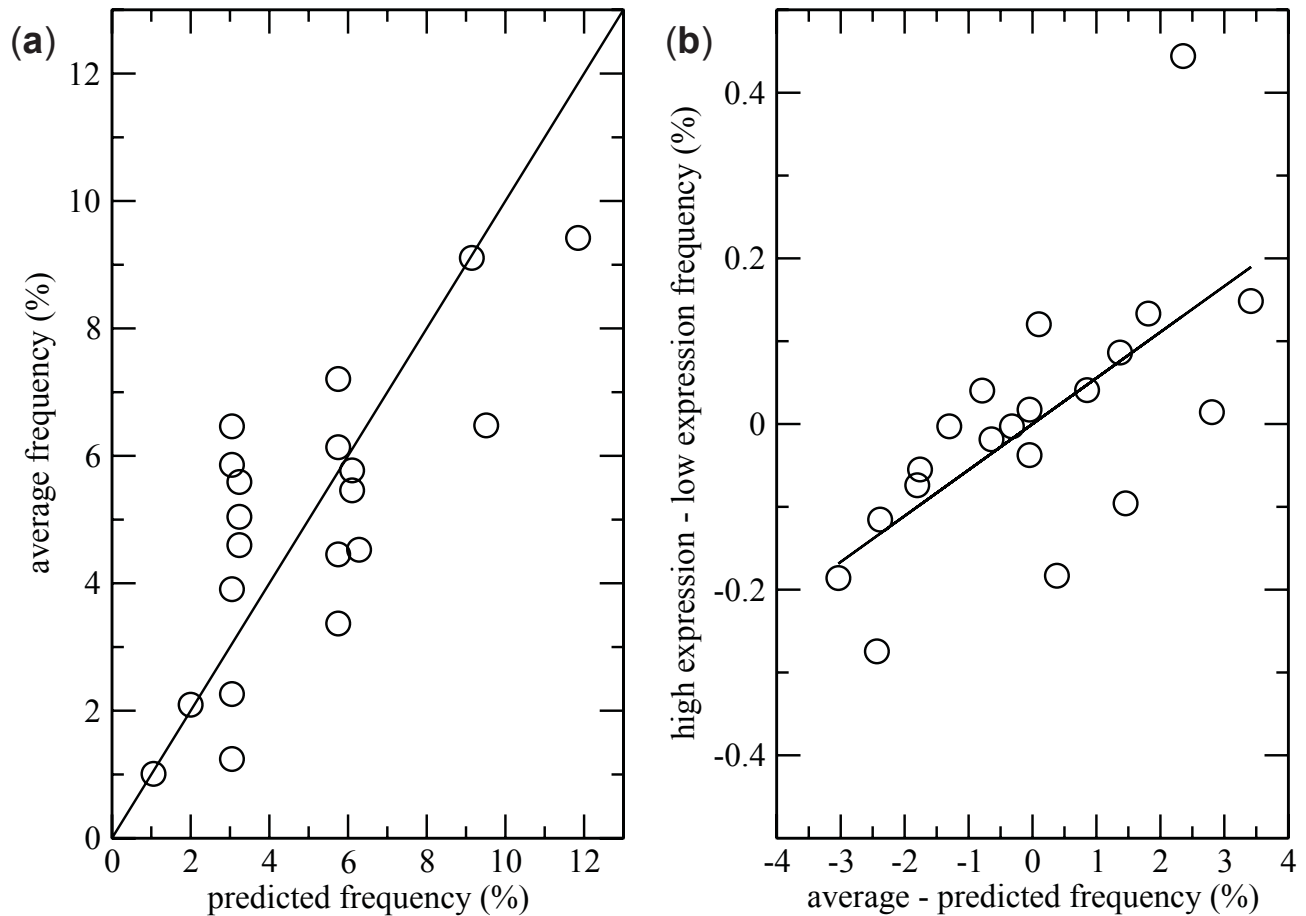 (a)
12
10
8
6
4
2
0
average frequency (%)
0 2 4 6 8 10 12
predicted frequency (%)
(b)
0.4
0.2
0
-0.2
-0.4
high expression - low expression frequency (%)
-4 -3 -2 -1 0 1 2 3 4
average - predicted frequency (%)